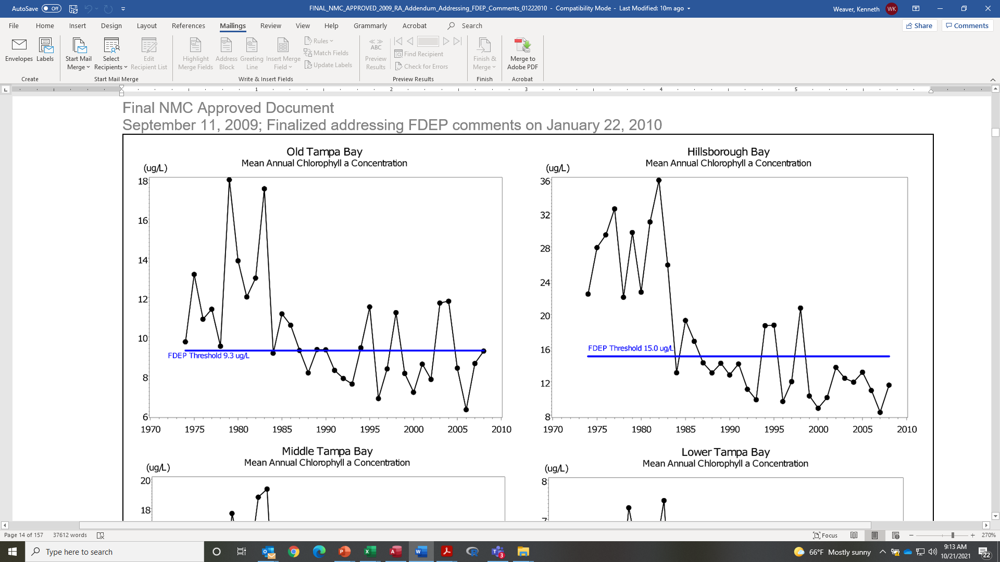 AutoSave Off FINAL_NMC_APPROVED_2009_RA_Addendum_Addressing_FDEP_Comments_01222010 - Compatibility Mode - Last Modified: 10m ago Weaver, Kenneth WK
File Home Insert Design Layout References Mailings Review View Help Grammarly Acrobat Search Share Comments
Envelopes
Labels
Create
Start Mail
Merge
Select
Recipients
Edit
Recipient List
Start Mail Merge
Highlight
Merge Fields
Address
Block
Greeting
Line
Insert Merge
Field
Rules
Match Fields
Update Labels
Write & Insert Fields
ABC
Preview
Results
Find Recipient
Check for Errors
Preview Results
Finish &
Merge
Finish
Merge to
Adobe PDF
Acrobat
1 2 3 4 5
Final NMC Approved Document
September 11, 2009; Finalized addressing FDEP comments on January 22, 2010
Old Tampa Bay
Mean Annual Chlorophyll a Concentration
(ug/L)
18
16
14
12
10
8
6
FDEP Threshold 9.3 ug/L
1970 1975 1980 1985 1990 1995 2000 2005 2010
Hillsborough Bay
Mean Annual Chlorophyll a Concentration
(ug/L)
36
32
28
24
20
16
12
8
FDEP Threshold 15.0 ug/L
1970 1975 1980 1985 1990 1995 2000 2005 2010
Middle Tampa Bay
Mean Annual Chlorophyll a Concentration
(ug/L)
20
18
Lower Tampa Bay
Mean Annual Chlorophyll a Concentration
(ug/L)
8
7
Page 14 of 157 37612 words Focus 270%
Type here to search
66°F Mostly sunny
9:13 AM
10/21/2021
3
22